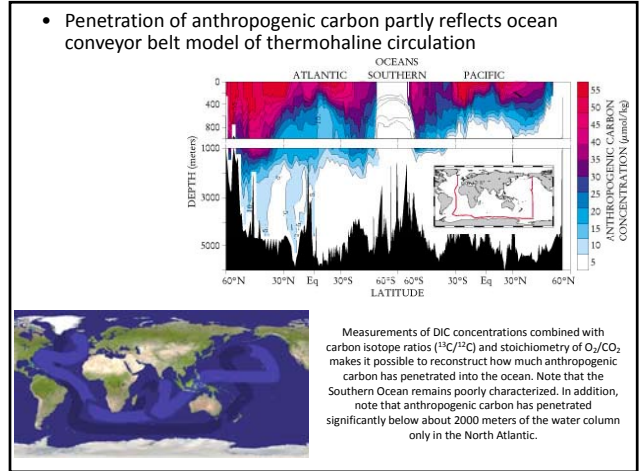 • Penetration of anthropogenic carbon partly reflects ocean
conveyor belt model of thermohaline circulation
OCEANS
ATLANTIC SOUTHERN PACIFIC
0
400
800
1000
3000
5000
DEPTH (meters)
60°N 30°N Eq 30°S 60°S 60°S 30°S Eq 30°N 60°N
LATITUDE
55
50
45
40
35
30
25
20
15
10
5
ANTHROPOGENIC CARBON
CONCENTRATION (μmol/kg)
Measurements of DIC concentrations combined with
carbon isotope ratios (¹³C/¹²C) and stoichiometry of O₂/CO₂
makes it possible to reconstruct how much anthropogenic
carbon has penetrated into the ocean. Note that the
Southern Ocean remains poorly characterized. In addition,
note that anthropogenic carbon has penetrated
significantly below about 2000 meters of the water column
only in the North Atlantic.